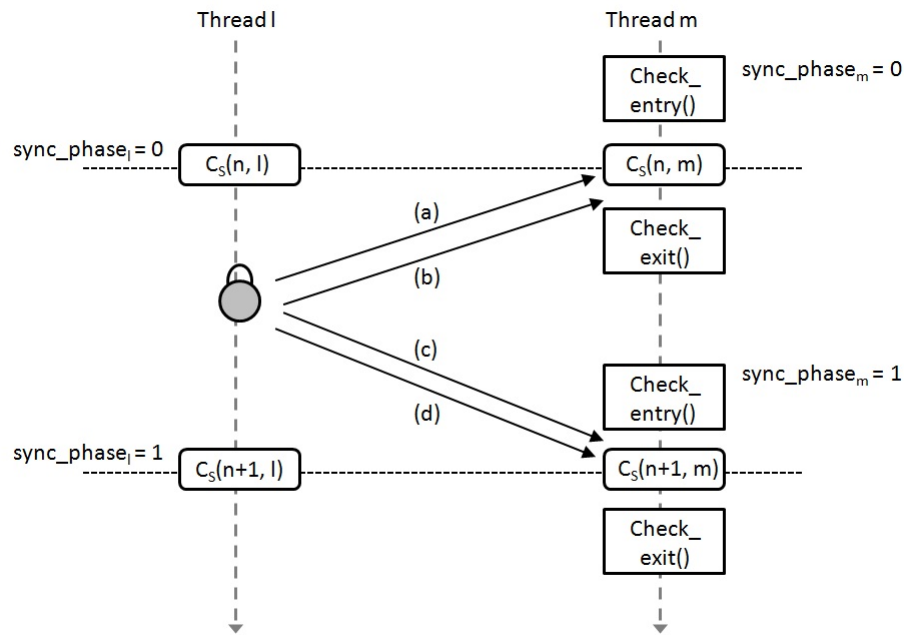 Thread l
Thread m
Check_
entry()
sync_phaseₘ = 0
sync_phaseₗ = 0
Cₛ(n, l)
Cₛ(n, m)
(a)
Check_
exit()
(b)
(c)
Check_
entry()
sync_phaseₘ = 1
(d)
sync_phaseₗ = 1
Cₛ(n+1, l)
Cₛ(n+1, m)
Check_
exit()